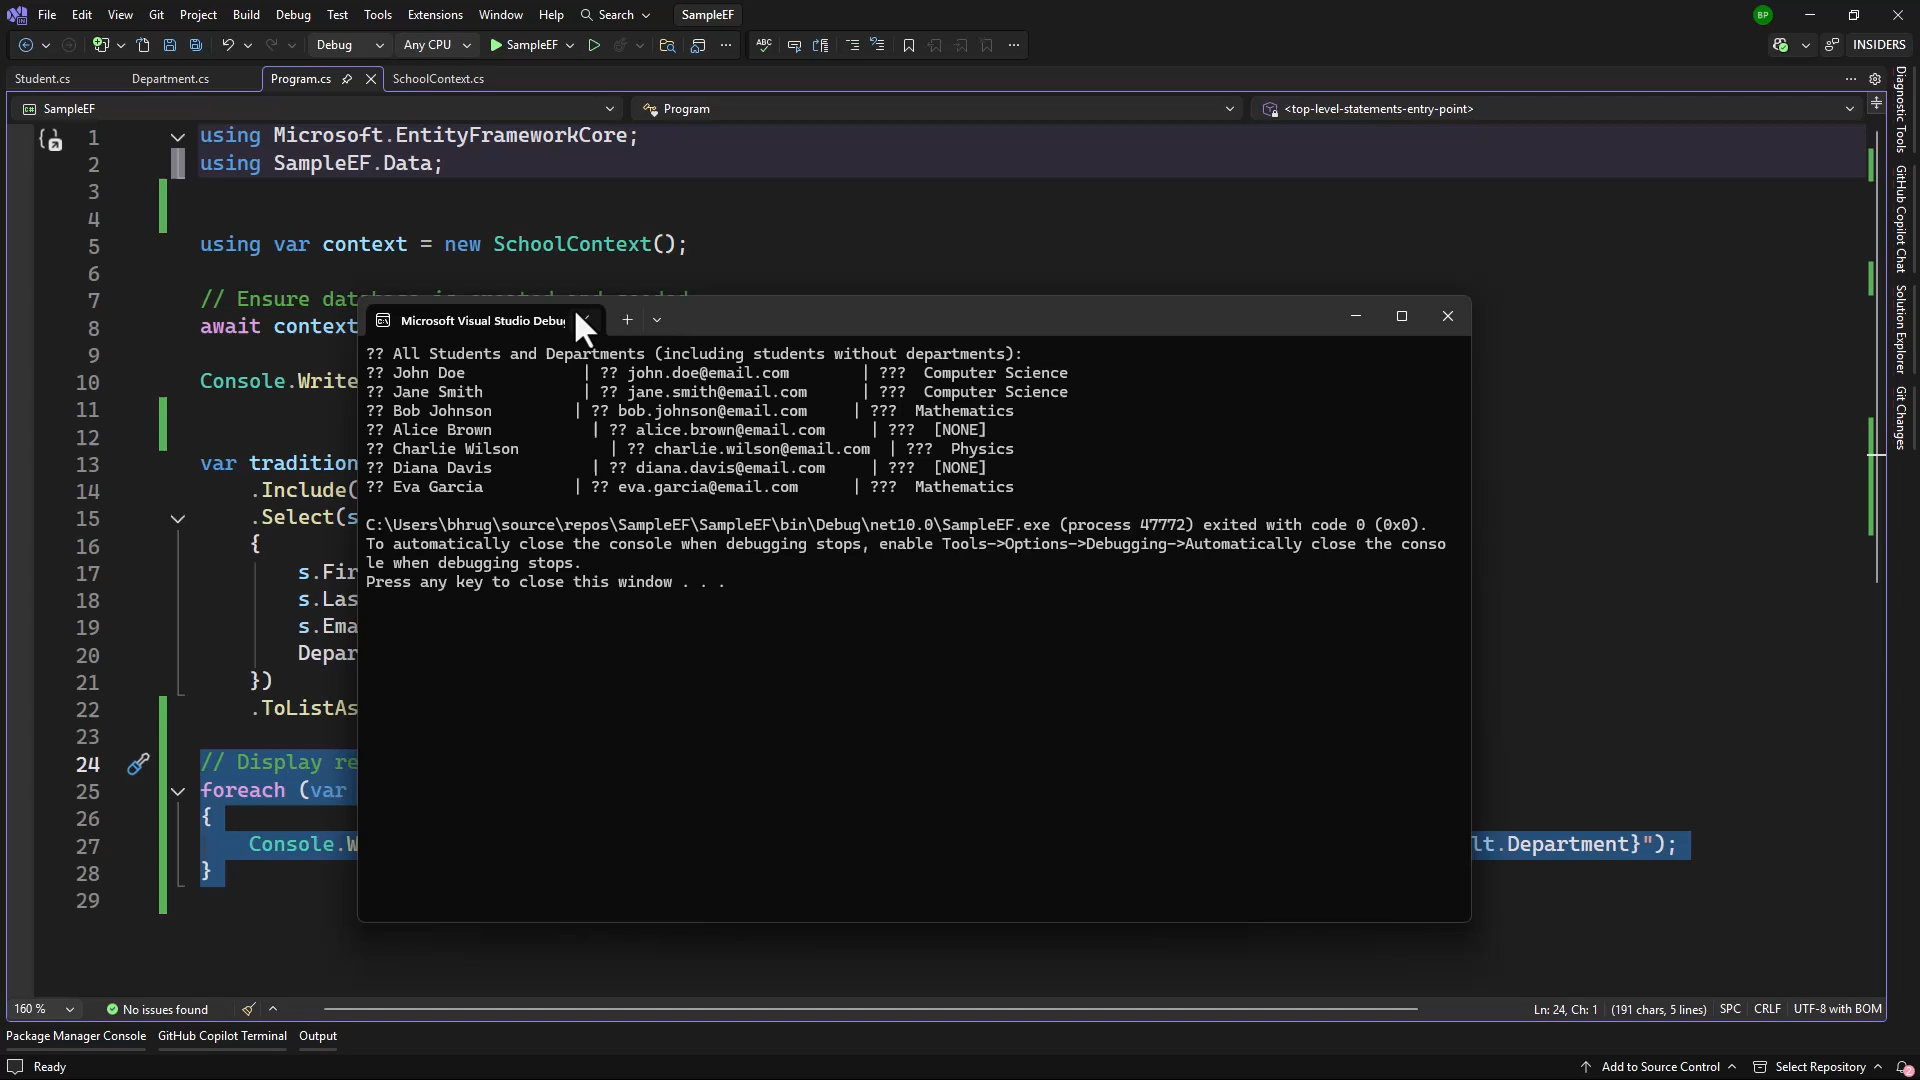 File Edit View Git Project Build Debug Test Tools Extensions Window Help Search SampleEF BP
Debug Any CPU SampleEF INSIDERS
Student.cs Department.cs Program.cs SchoolContext.cs
SampleEF Program <top-level-statements-entry-point>
1 using Microsoft.EntityFrameworkCore;
2 using SampleEF.Data;
3
4
5 using var context = new SchoolContext();
6
7 // Ensure
8 await context
9
10 Console.Write
11
12
13 var tradition
14 .Include(
15 .Select(s
16 {
17 s.Fir
18 s.Las
19 s.Ema
20 Depar
21 })
22 .ToListAs
23
24 // Display re
25 foreach (var
26 {
27 Console.W lt.Department}");
28 }
29
Microsoft Visual Studio Debug
?? All Students and Departments (including students without departments):
?? John Doe | ?? john.doe@email.com | ??? Computer Science
?? Jane Smith | ?? jane.smith@email.com | ??? Computer Science
?? Bob Johnson | ?? bob.johnson@email.com | ??? Mathematics
?? Alice Brown | ?? alice.brown@email.com | ??? [NONE]
?? Charlie Wilson | ?? charlie.wilson@email.com | ??? Physics
?? Diana Davis | ?? diana.davis@email.com | ??? [NONE]
?? Eva Garcia | ?? eva.garcia@email.com | ??? Mathematics
C:\Users\bhrug\source\repos\SampleEF\SampleEF\bin\Debug\net10.0\SampleEF.exe (process 47772) exited with code 0 (0x0).
To automatically close the console when debugging stops, enable Tools->Options->Debugging->Automatically close the conso
le when debugging stops.
Press any key to close this window . . .
Diagnostic Tools
GitHub Copilot Chat
Solution Explorer
Git Changes
160 % No issues found Ln: 24, Ch: 1 (191 chars, 5 lines) SPC CRLF UTF-8 with BOM
Package Manager Console GitHub Copilot Terminal Output
Ready Add to Source Control Select Repository 2